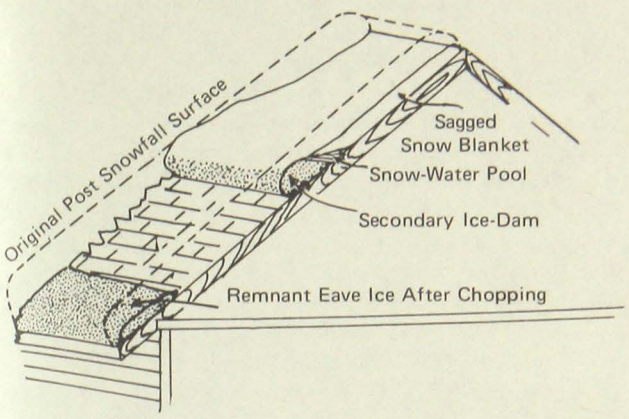 Original Post Snowfall Surface
Sagged
Snow Blanket
Snow-Water Pool
Secondary Ice-Dam
Remnant Eave Ice After Chopping